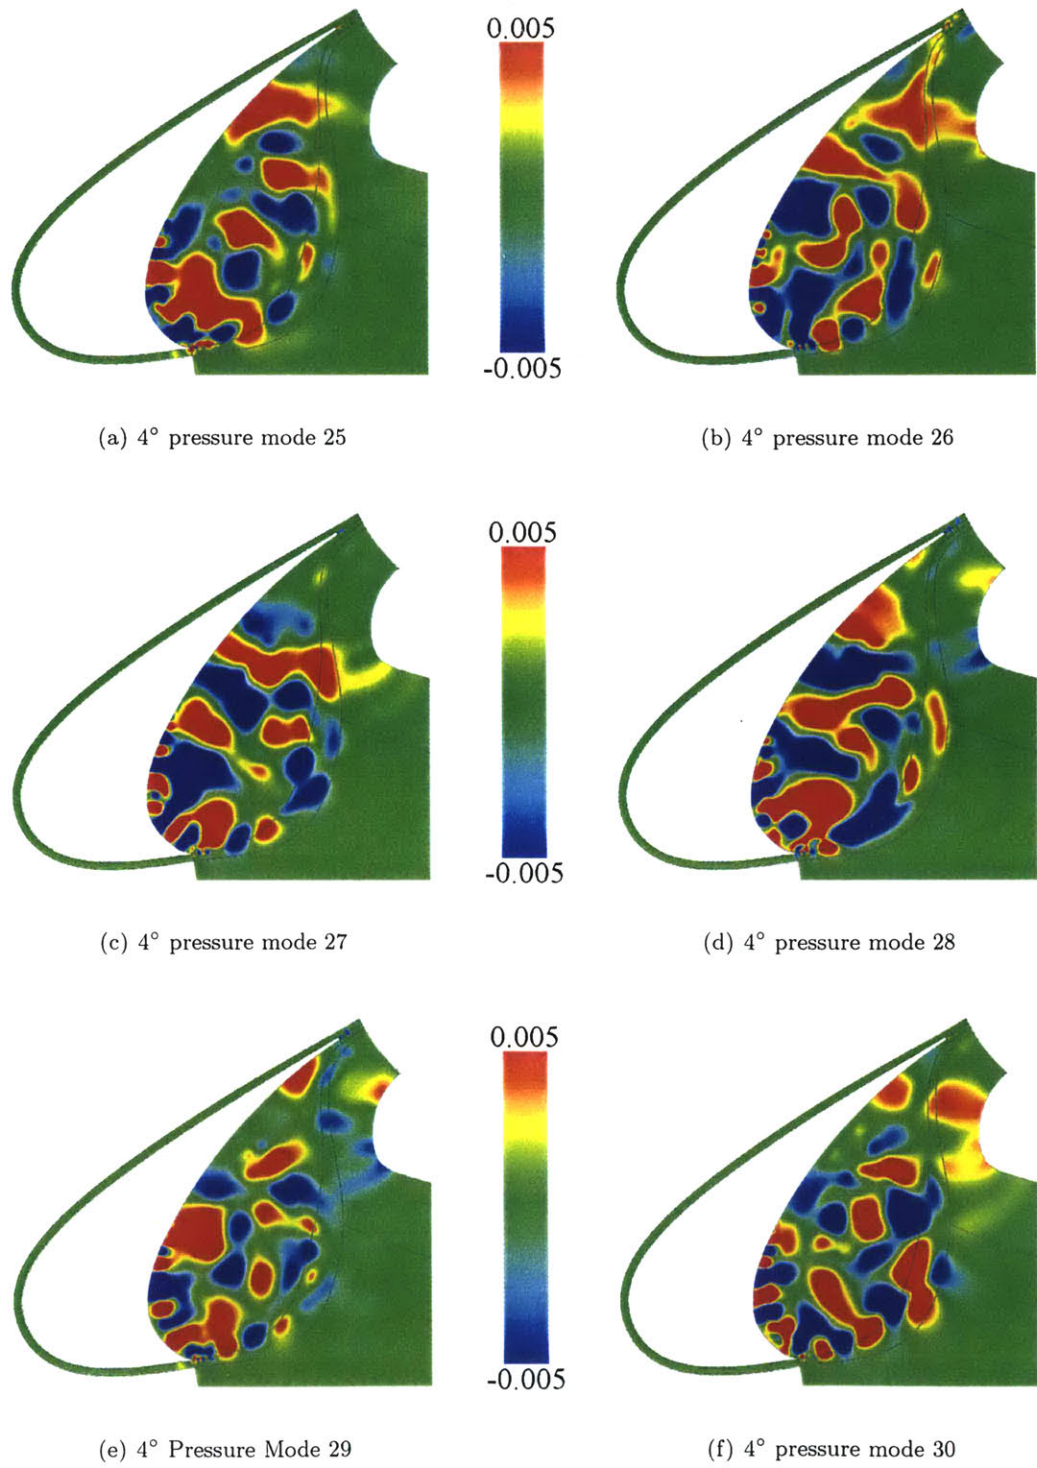 0.005
-0.005
(a) 4° pressure mode 25
(b) 4° pressure mode 26
0.005
-0.005
(c) 4° pressure mode 27
(d) 4° pressure mode 28
0.005
-0.005
(e) 4° Pressure Mode 29
(f) 4° pressure mode 30